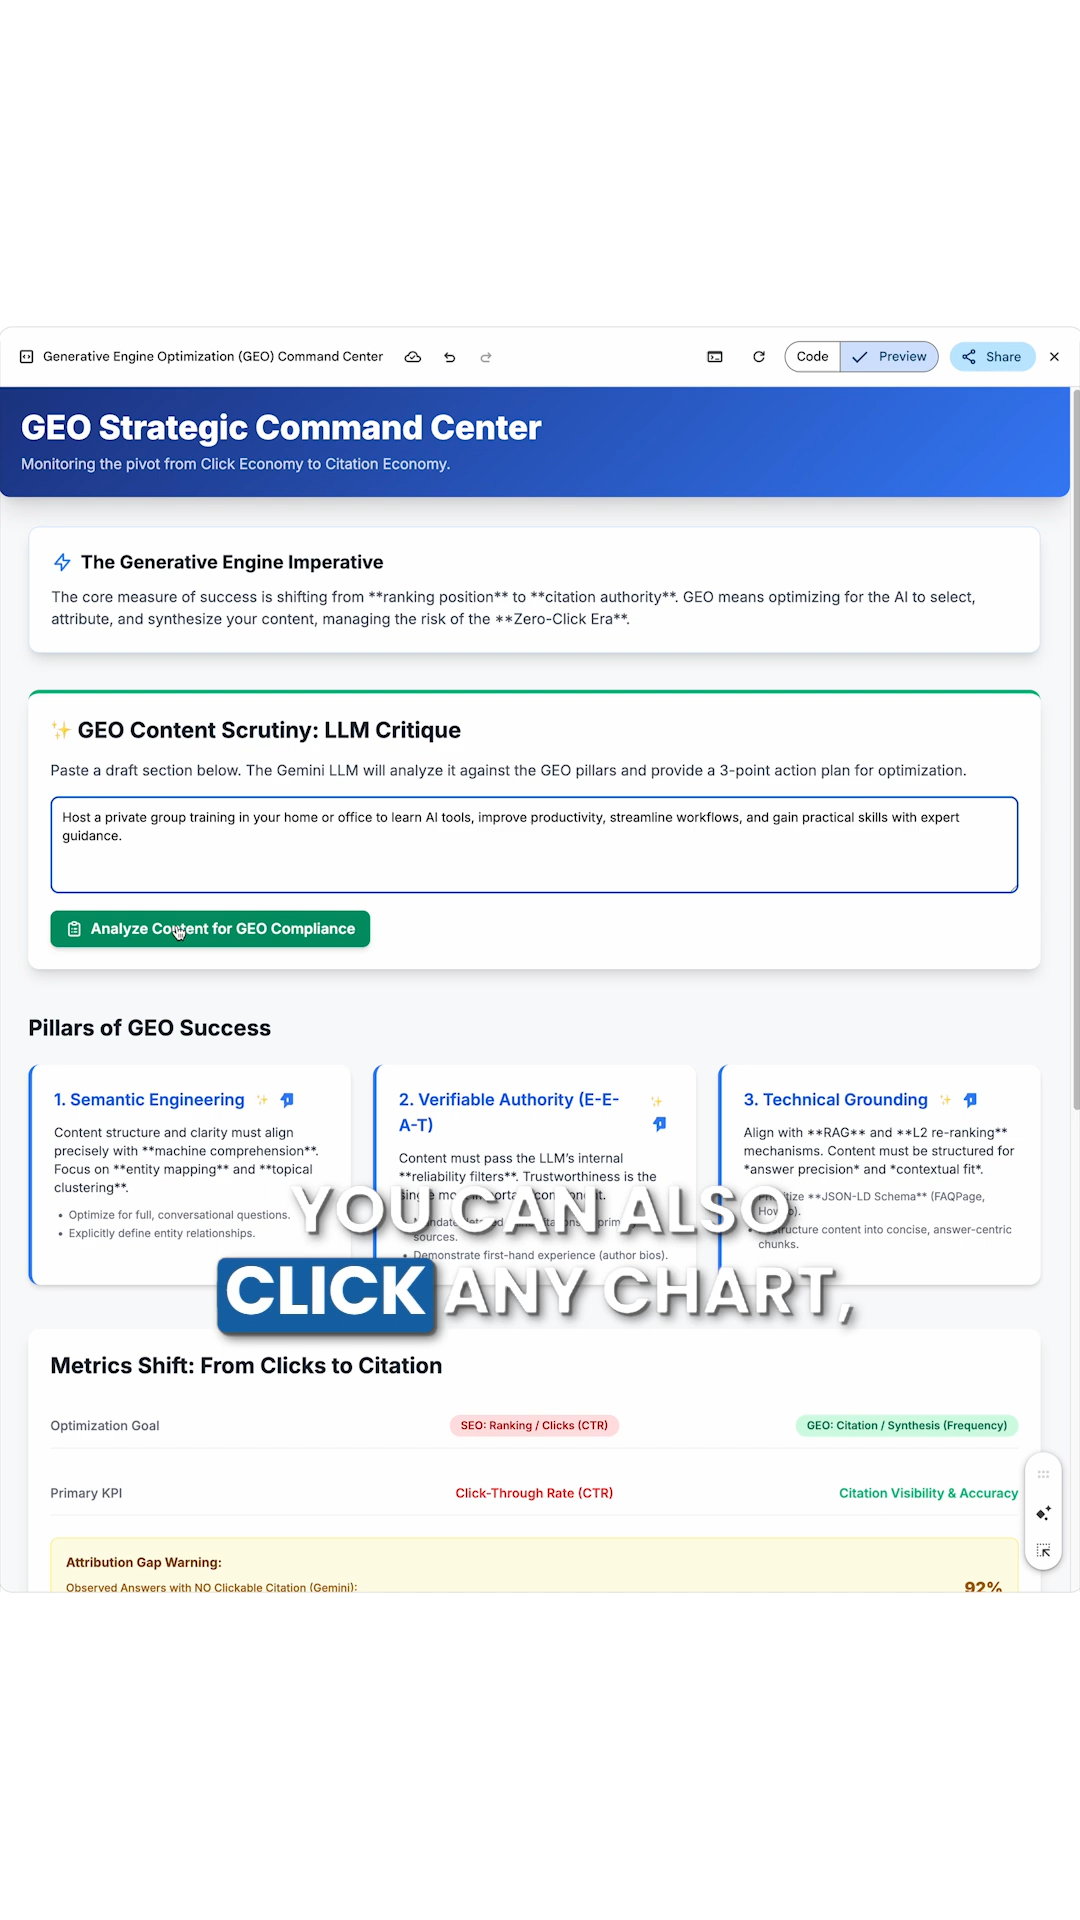 Generative Engine Optimization (GEO) Command Center
Code
Preview
Share
GEO Strategic Command Center
Monitoring the pivot from Click Economy to Citation Economy.
The Generative Engine Imperative
The core measure of success is shifting from **ranking position** to **citation authority**. GEO means optimizing for the AI to select,
attribute, and synthesize your content, managing the risk of the **Zero-Click Era**.
GEO Content Scrutiny: LLM Critique
Paste a draft section below. The Gemini LLM will analyze it against the GEO pillars and provide a 3-point action plan for optimization.
Host a private group training in your home or office to learn AI tools, improve productivity, streamline workflows, and gain practical skills with expert
guidance.
Analyze Content for GEO Compliance
Pillars of GEO Success
1. Semantic Engineering
Content structure and clarity must align
precisely with **machine comprehension**.
Focus on **entity mapping** and **topical
clustering**.
• Optimize for full, conversational questions.
• Explicitly define entity relationships.
2. Verifiable Authority (E-E-
A-T)
Content must pass the LLM's internal
**reliability filters**. Trustworthiness is the
single most important component.
sources.
• Demonstrate first-hand experience (author bios).
3. Technical Grounding
Align with **RAG** and **L2 re-ranking**
mechanisms. Content must be structured for
*answer precision* and *contextual fit*.
Prioritize **JSON-LD Schema** (FAQPage,
HowTo).
Structure content into concise, answer-centric
chunks.
YOU CAN ALSO
CLICK ANY CHART,
Metrics Shift: From Clicks to Citation
Optimization Goal
SEO: Ranking / Clicks (CTR)
GEO: Citation / Synthesis (Frequency)
Primary KPI
Click-Through Rate (CTR)
Citation Visibility & Accuracy
Attribution Gap Warning:
Observed Answers with NO Clickable Citation (Gemini):
92%